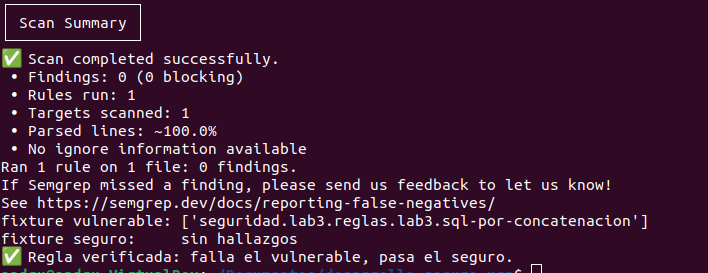 Scan Summary
✅ Scan completed successfully.
• Findings: 0 (0 blocking)
• Rules run: 1
• Targets scanned: 1
• Parsed lines: ~100.0%
• No ignore information available
Ran 1 rule on 1 file: 0 findings.
If Semgrep missed a finding, please send us feedback to let us know!
See https://semgrep.dev/docs/reporting-false-negatives/
fixture vulnerable: ['seguridad.lab3.reglas.lab3.sql-por-concatenacion']
fixture seguro:     sin hallazgos
✅ Regla verificada: falla el vulnerable, pasa el seguro.